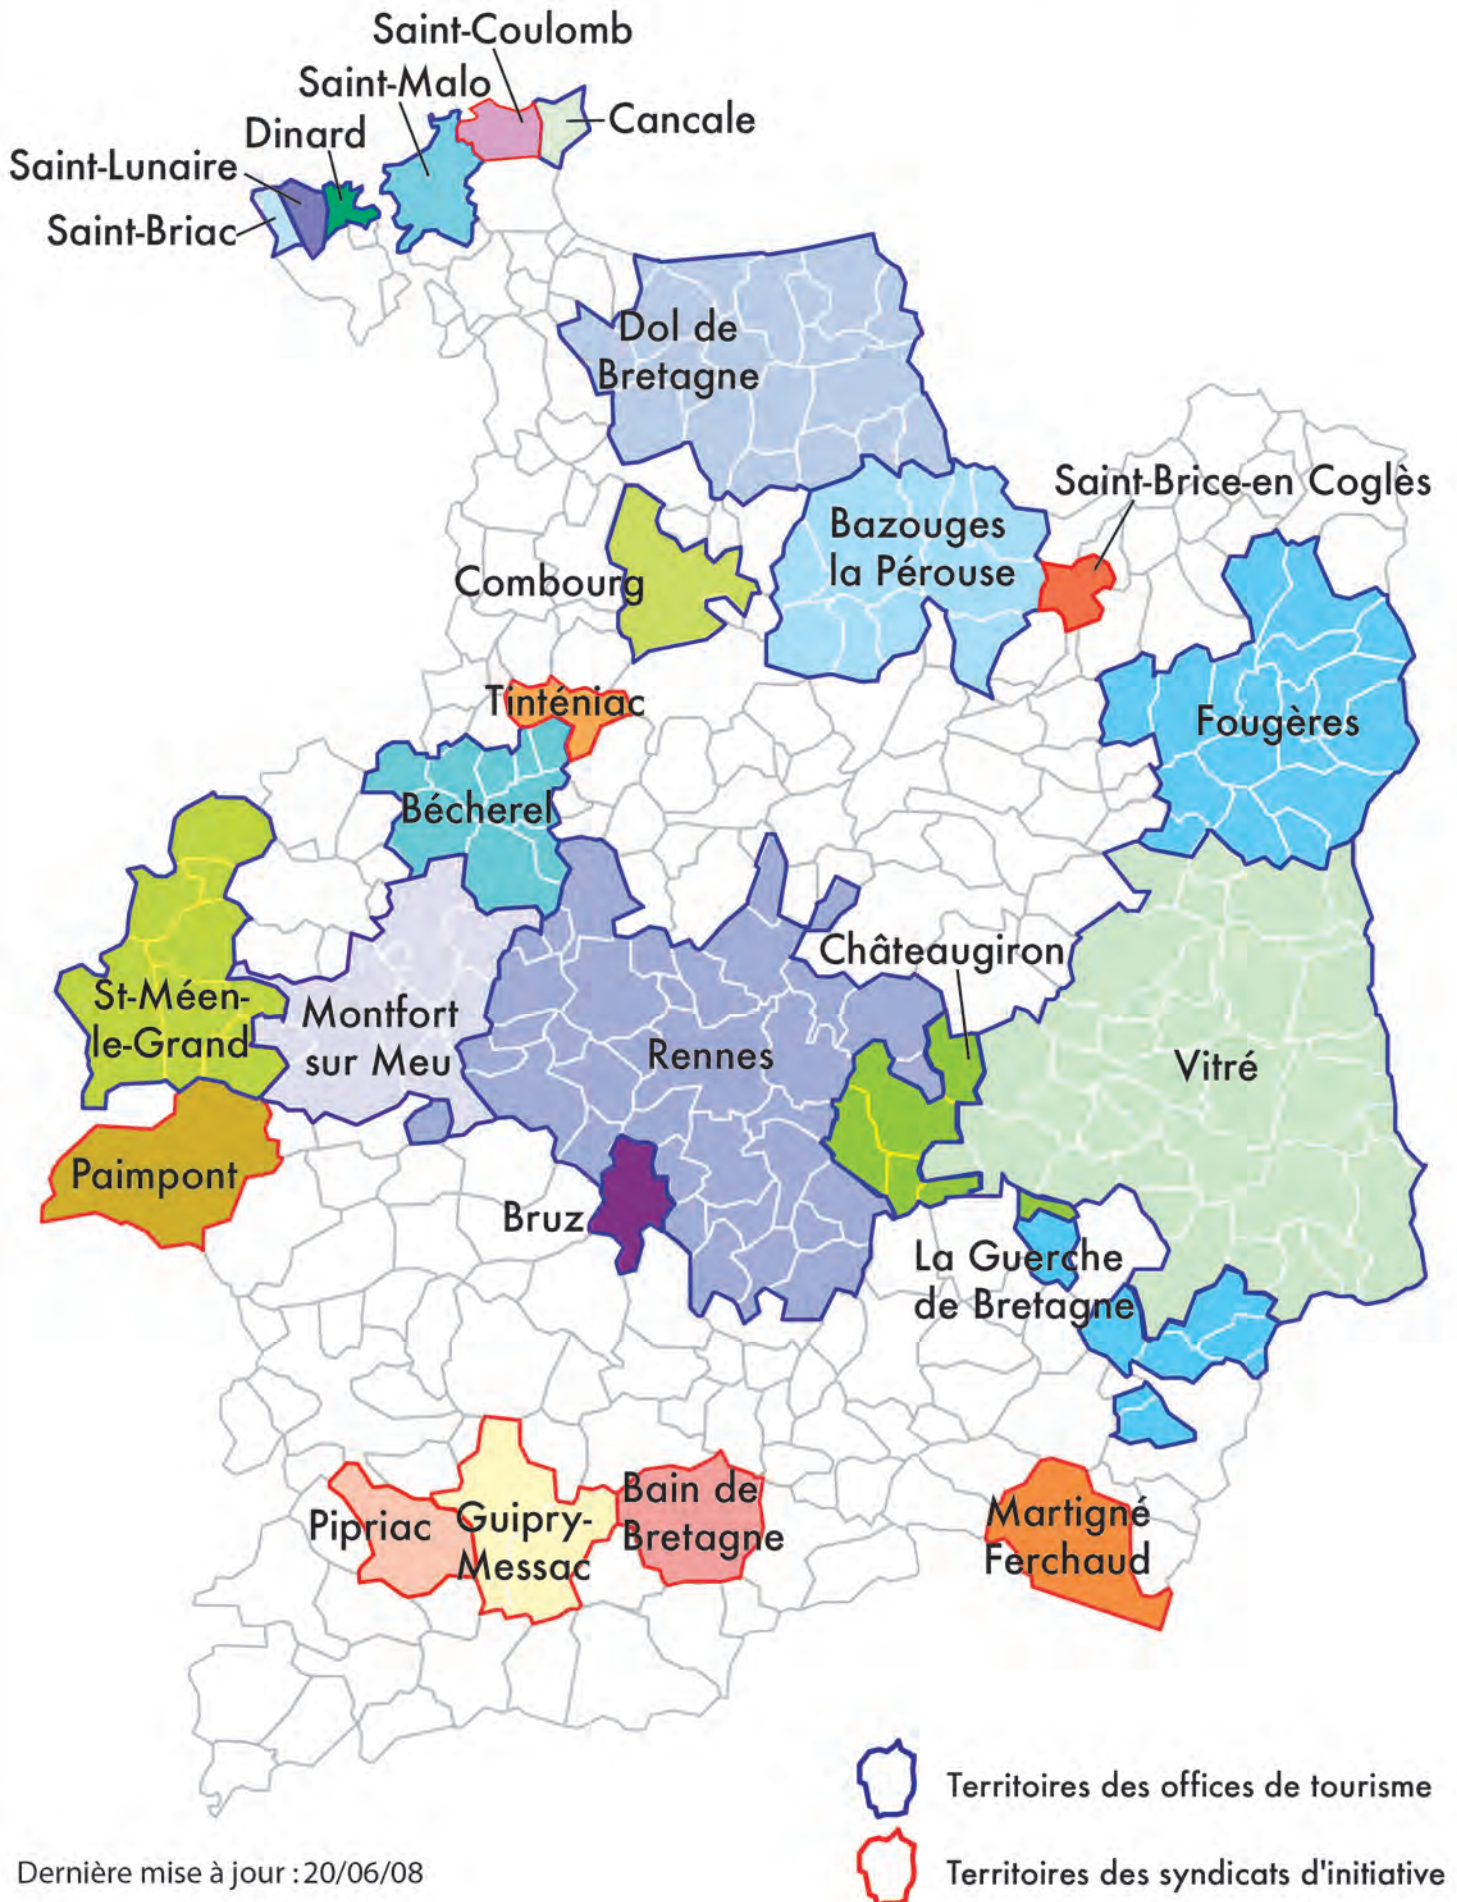 Saint-Coulomb
Saint-Malo
Cancale
Dinard
Saint-Lunaire
Saint-Briac
Dol de
Bretagne
Saint-Brice-en Coglès
Bazouges
la Pérouse
Combourg
Tinténiac
Fougères
Bécherel
Châteaugiron
St-Méen-
le-Grand
Montfort
sur Meu
Rennes
Vitré
Paimpont
Bruz
La Guerche
de Bretagne
Pipriac
Guipry-
Messac
Bain de
Bretagne
Martigné
Ferchaud
Territoires des offices de tourisme
Dernière mise à jour : 20/06/08
Territoires des syndicats d'initiative